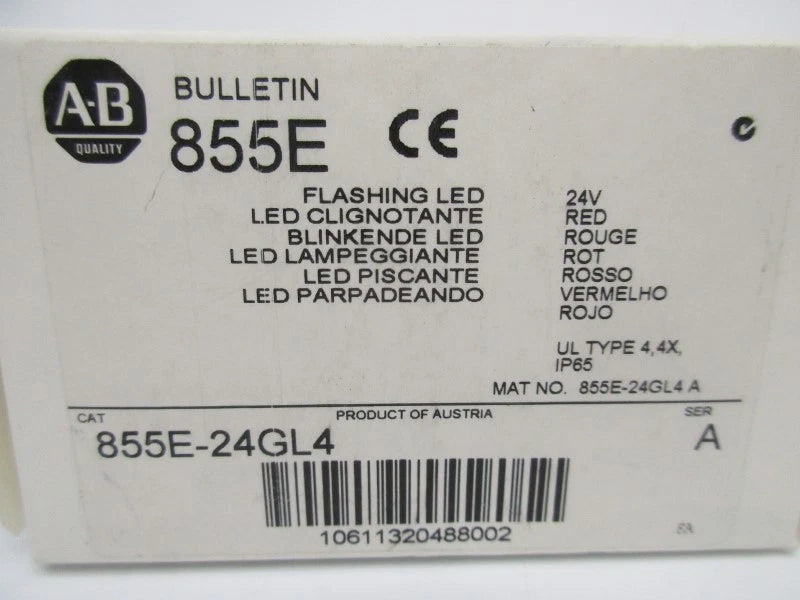 A-B
QUALITY
BULLETIN
855E CE
FLASHING LED 24V
LED CLIGNOTANTE RED
BLINKENDE LED ROUGE
LED LAMPEGGIANTE ROT
LED PISCANTE ROSSO
LED PARPADEANDO VERMELHO
ROJO
UL TYPE 4,4X,
IP65
MAT NO. 855E-24GL4 A
CAT PRODUCT OF AUSTRIA SER
855E-24GL4 A
10611320488002